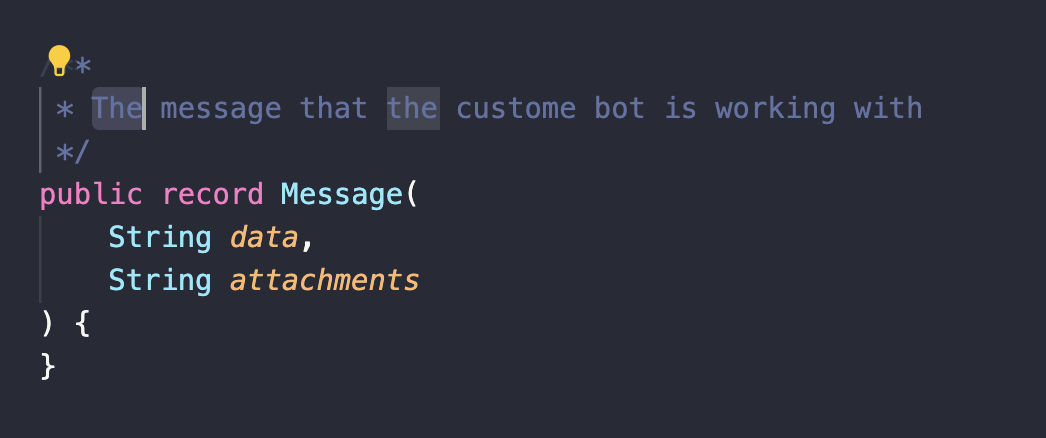 /**
 * The message that the custome bot is working with
 */
public record Message(
    String data,
    String attachments
) {
}